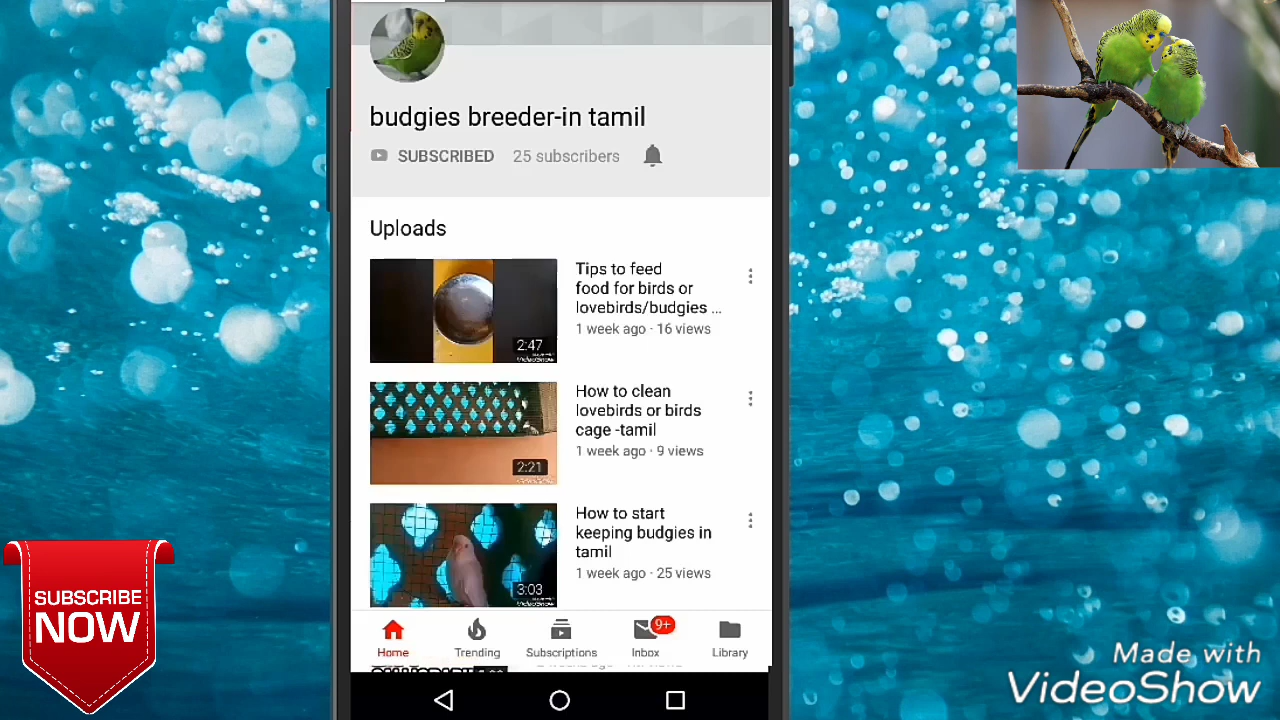 budgies breeder-in tamil
SUBSCRIBED 25 subscribers
Uploads
Tips to feed
food for birds or
lovebirds/budgies ...
1 week ago · 16 views
2:47
VideoShow
How to clean
lovebirds or birds
cage -tamil
1 week ago · 9 views
2:21
How to start
keeping budgies in
tamil
1 week ago · 25 views
3:03
VideoShow
Home
Trending
Subscriptions
9+
Inbox
Library
SUBSCRIBE
NOW
Made with
VideoShow